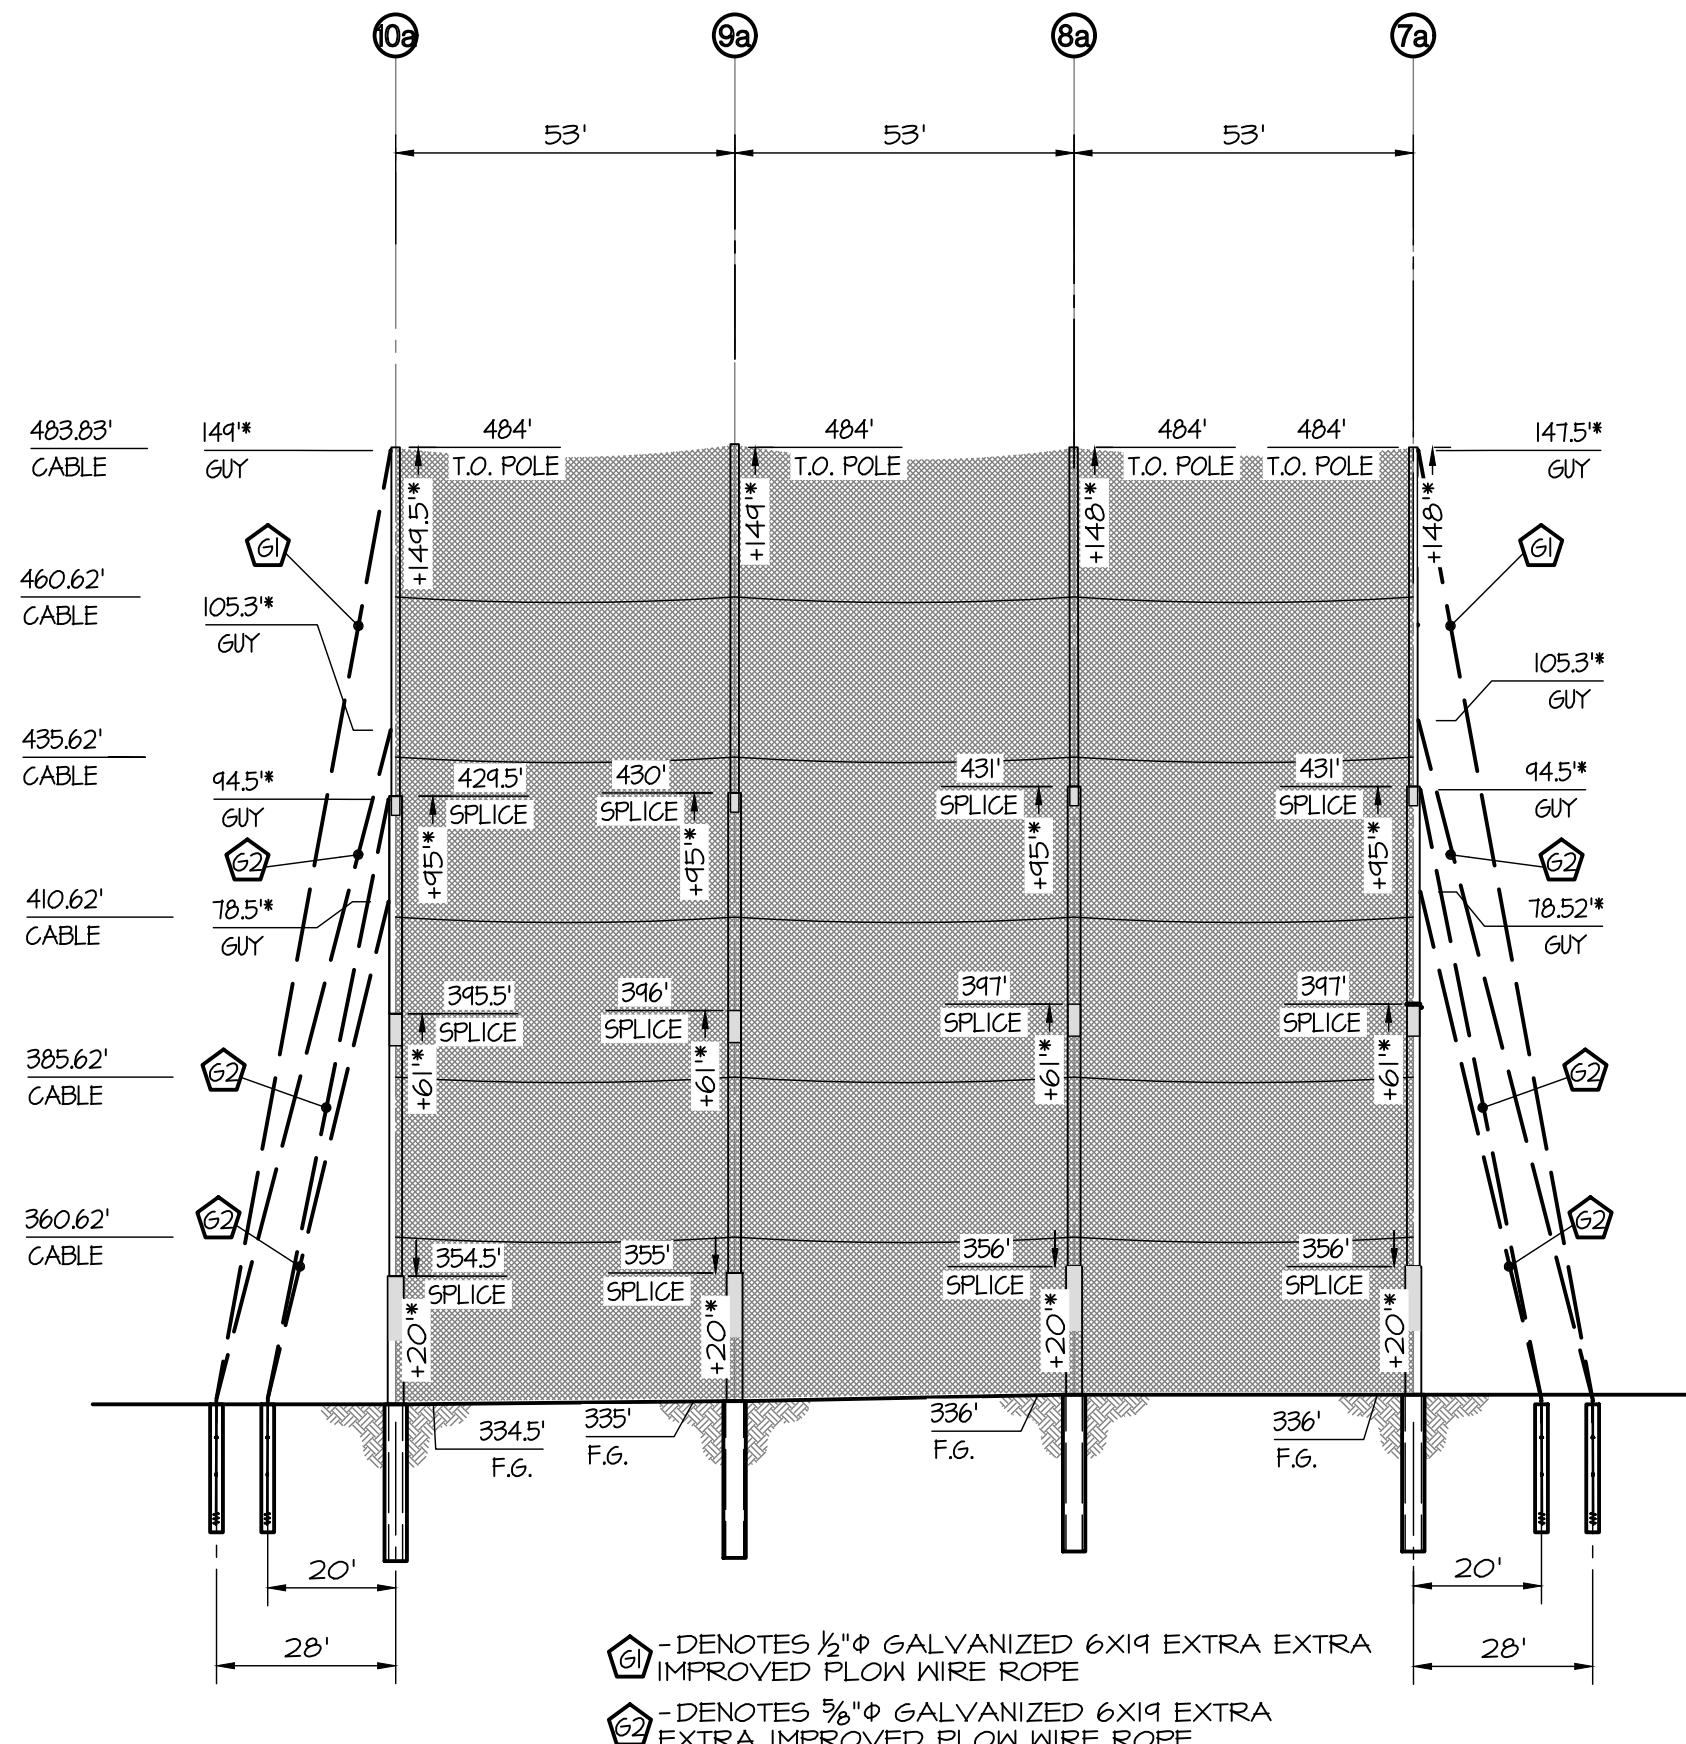 10a 9a 8a 7a
53' 53' 53'
483.83'
CABLE
149'*
GUY
484'
T.O. POLE
484'
T.O. POLE
484'
T.O. POLE
484'
T.O. POLE
147.5'*
GUY
+149.5'*
+149'*
+148'*
+148'*
G1
G1
460.62'
CABLE
105.3'*
GUY
105.3'*
GUY
435.62'
CABLE
94.5'*
GUY
429.5'
SPLICE
430'
SPLICE
431'
SPLICE
431'
SPLICE
94.5'*
GUY
+95'*
+95'*
+95'*
+95'*
G2
G2
410.62'
CABLE
78.5'*
GUY
78.52'*
GUY
395.5'
SPLICE
396'
SPLICE
397'
SPLICE
397'
SPLICE
+61'*
+61'*
+61'*
+61'*
385.62'
CABLE
G2
G2
360.62'
CABLE
G2
G2
354.5'
SPLICE
355'
SPLICE
356'
SPLICE
356'
SPLICE
+20'*
+20'*
+20'*
+20'*
334.5'
F.G.
335'
F.G.
336'
F.G.
336'
F.G.
20'
20'
28'
28'
G1 - DENOTES ½"Φ GALVANIZED 6X19 EXTRA EXTRA
IMPROVED PLOW WIRE ROPE
G2 - DENOTES ⅝"Φ GALVANIZED 6X19 EXTRA
EXTRA IMPROVED PLOW WIRE ROPE